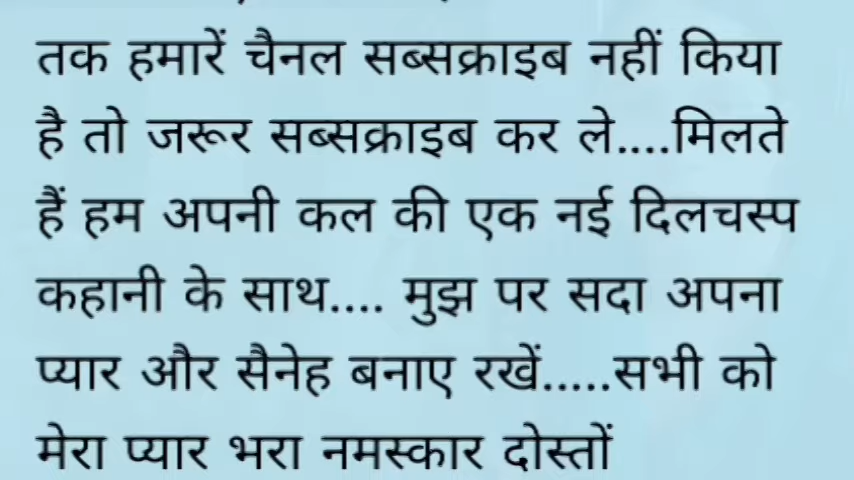 तक हमारें चैनल सब्सक्राइब नहीं किया
है तो जरूर सब्सक्राइब कर ले....मिलते
हैं हम अपनी कल की एक नई दिलचस्प
कहानी के साथ.... मुझ पर सदा अपना
प्यार और सैनेह बनाए रखें.....सभी को
मेरा प्यार भरा नमस्कार दोस्तों